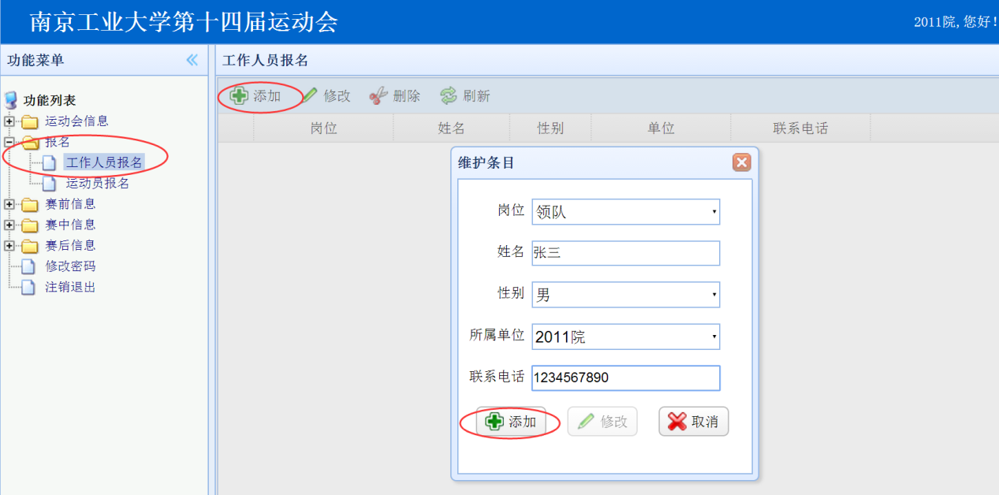 南京工业大学第十四届运动会
2011院,您好!
功能菜单
工作人员报名
功能列表
运动会信息
报名
工作人员报名
运动员报名
赛前信息
赛中信息
赛后信息
修改密码
注销退出
添加 修改 删除 刷新
岗位 姓名 性别 单位 联系电话
维护条目
岗位 领队
姓名 张三
性别 男
所属单位 2011院
联系电话 1234567890
添加 修改 取消